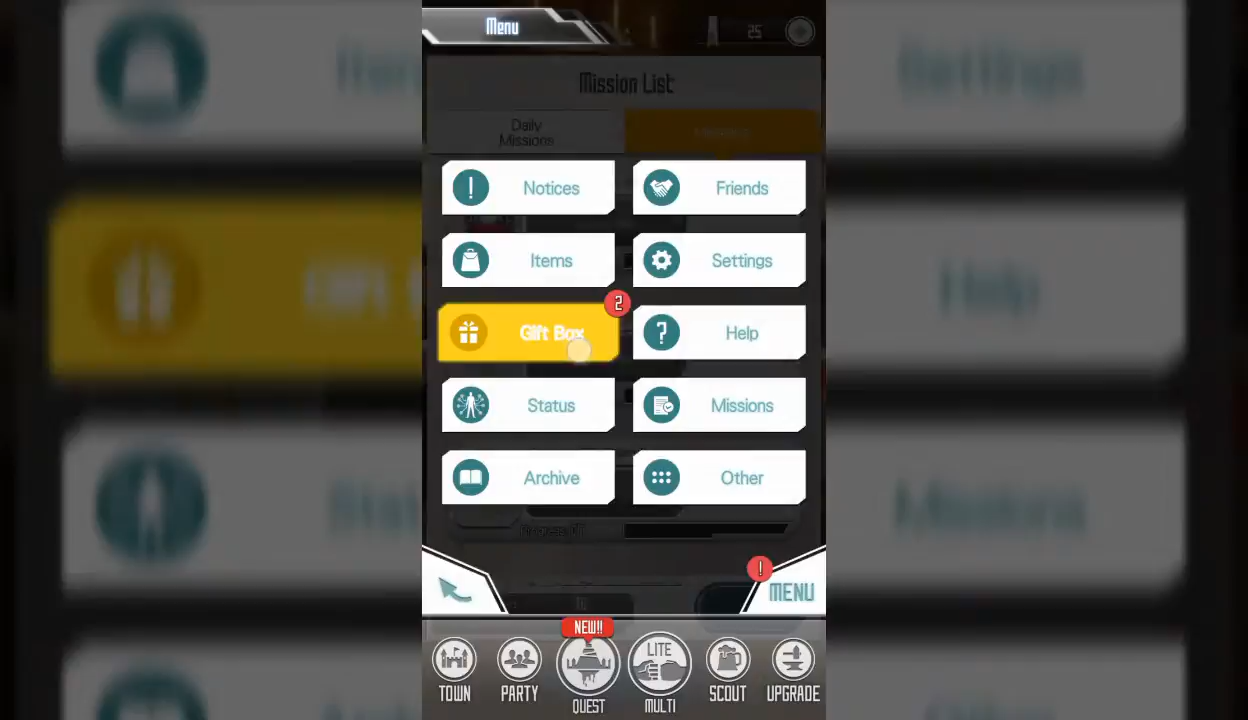 Menu
25
Mission List
Daily
Missions
Missions
! Notices
Friends
Items
Settings
Gift Box
2
? Help
Status
Missions
Archive
Other
!
MENU
NEW!!
LITE
TOWN
PARTY
QUEST
MULTI
SCOUT
UPGRADE